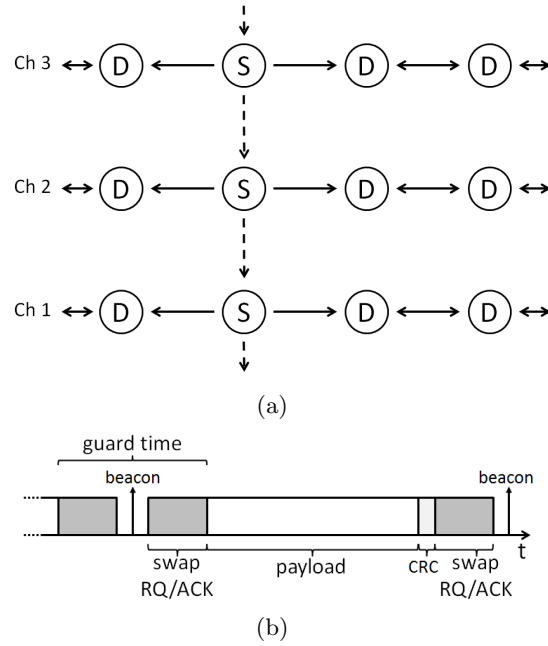 Ch 3 D S D D
Ch 2 D S D D
Ch 1 D S D D
(a)
guard time
beacon beacon
t
swap payload CRC swap
RQ/ACK RQ/ACK
(b)